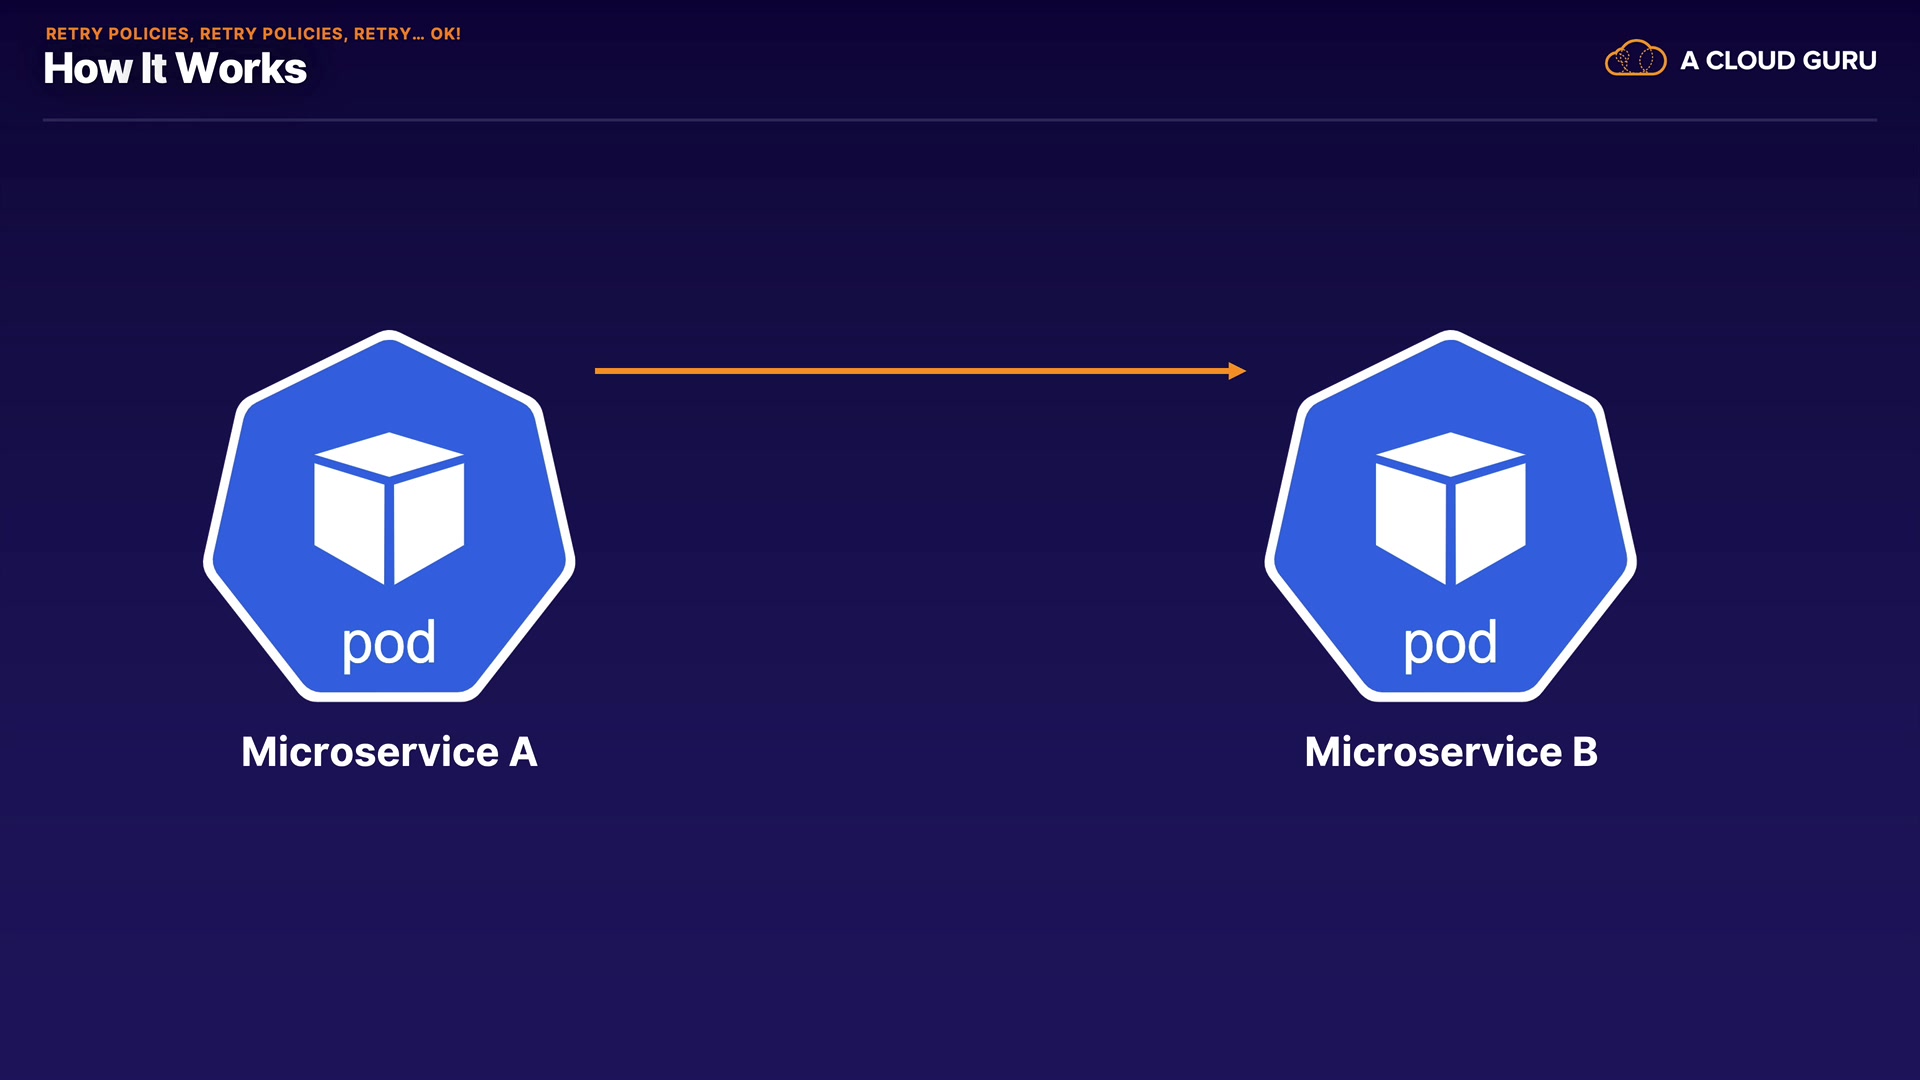 RETRY POLICIES, RETRY POLICIES, RETRY... OK!
How It Works
A CLOUD GURU
pod
Microservice A
pod
Microservice B